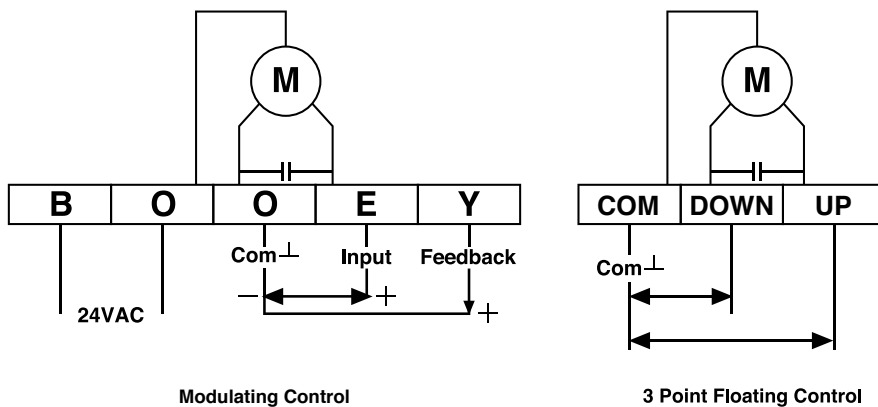 M
M
B O O E Y
COM DOWN UP
Com⊥ Input Feedback
Com⊥
− +
24VAC
+
Modulating Control
3 Point Floating Control